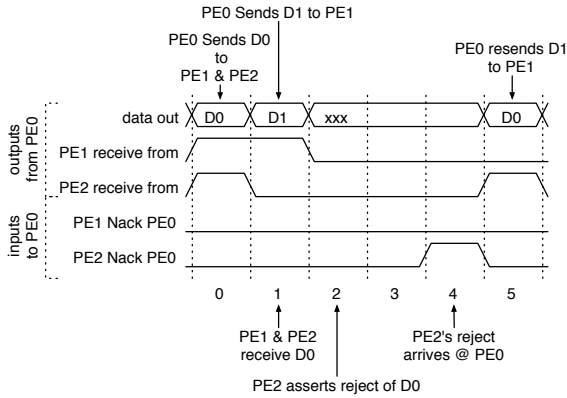 PE0 Sends D1 to PE1
PE0 Sends D0
to
PE1 & PE2
PE0 resends D1
to PE1
outputs
from PE0
data out
D0
D1
xxx
D0
PE1 receive from
PE2 receive from
inputs
to PE0
PE1 Nack PE0
PE2 Nack PE0
0
1
2
3
4
5
PE1 & PE2
receive D0
PE2's reject
arrives @ PE0
PE2 asserts reject of D0